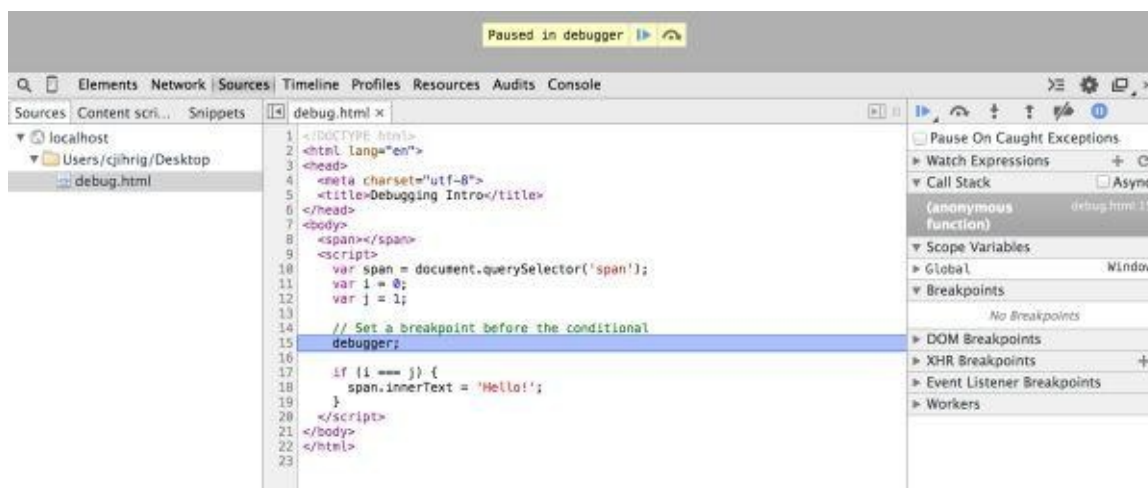 Paused in debugger
Elements Network Sources Timeline Profiles Resources Audits Console
Sources Content scri... Snippets
debug.html ×
localhost
Users/cjihrig/Desktop
debug.html
1 <!DOCTYPE html>
2 <html lang="en">
3 <head>
4 <meta charset="utf-8">
5 <title>Debugging Intro</title>
6 </head>
7 <body>
8 <span></span>
9 <script>
10 var span = document.querySelector('span');
11 var i = 0;
12 var j = 1;
13
14 // Set a breakpoint before the conditional
15 debugger;
16
17 if (i === j) {
18 span.innerText = 'Hello!';
19 }
20 </script>
21 </body>
22 </html>
23
Pause On Caught Exceptions
Watch Expressions
Call Stack Async
(anonymous debug.html:15
function)
Scope Variables
Global Window
Breakpoints
No Breakpoints
DOM Breakpoints
XHR Breakpoints
Event Listener Breakpoints
Workers